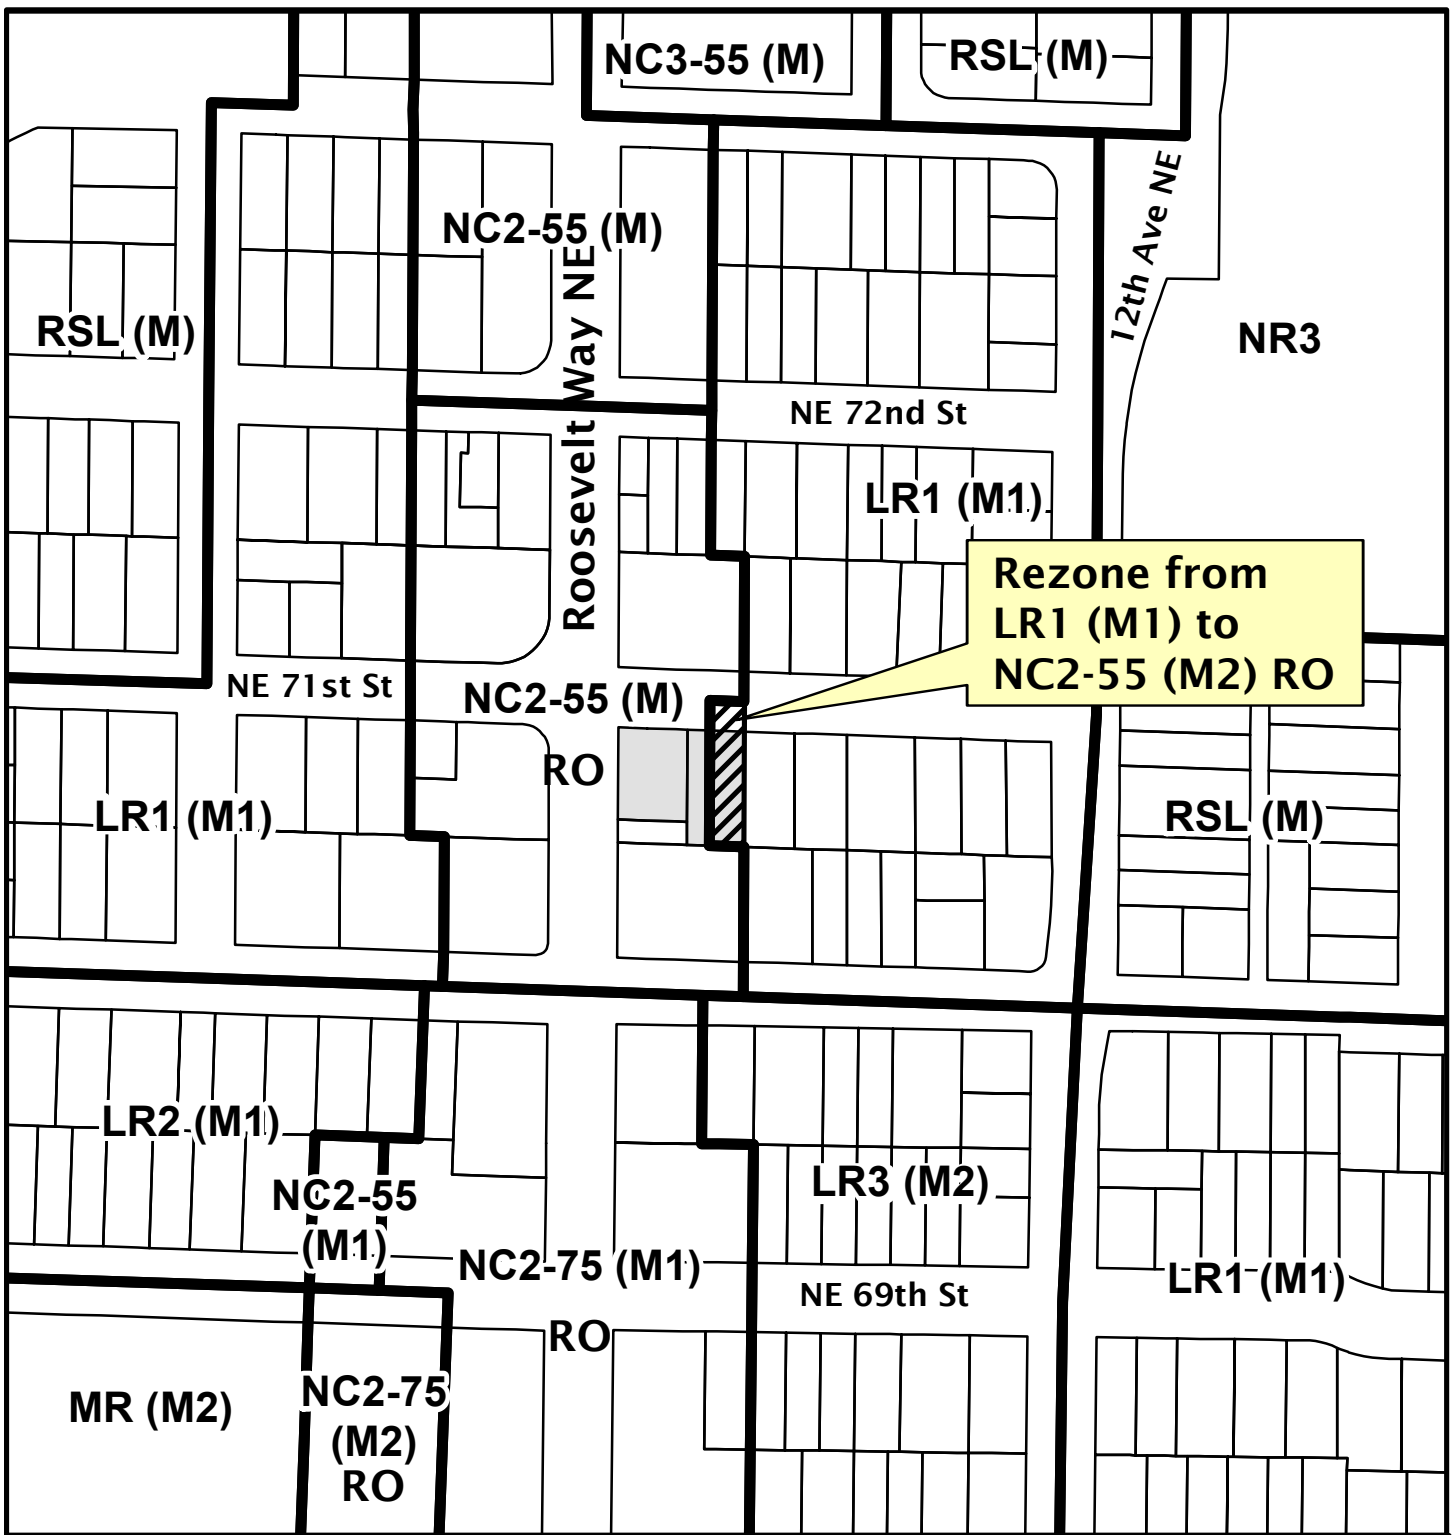 NC3-55 (M)
RSL (M)
12th Ave NE
NC2-55 (M)
Roosevelt Way NE
RSL (M)
NR3
NE 72nd St
LR1 (M1)
Rezone from
LR1 (M1) to
NC2-55 (M2) RO
NE 71st St
NC2-55 (M)
RO
LR1 (M1)
RSL (M)
LR2 (M1)
LR3 (M2)
NC2-55
(M1)
NC2-75 (M1)
RO
NE 69th St
LR1 (M1)
MR (M2)
NC2-75
(M2)
RO